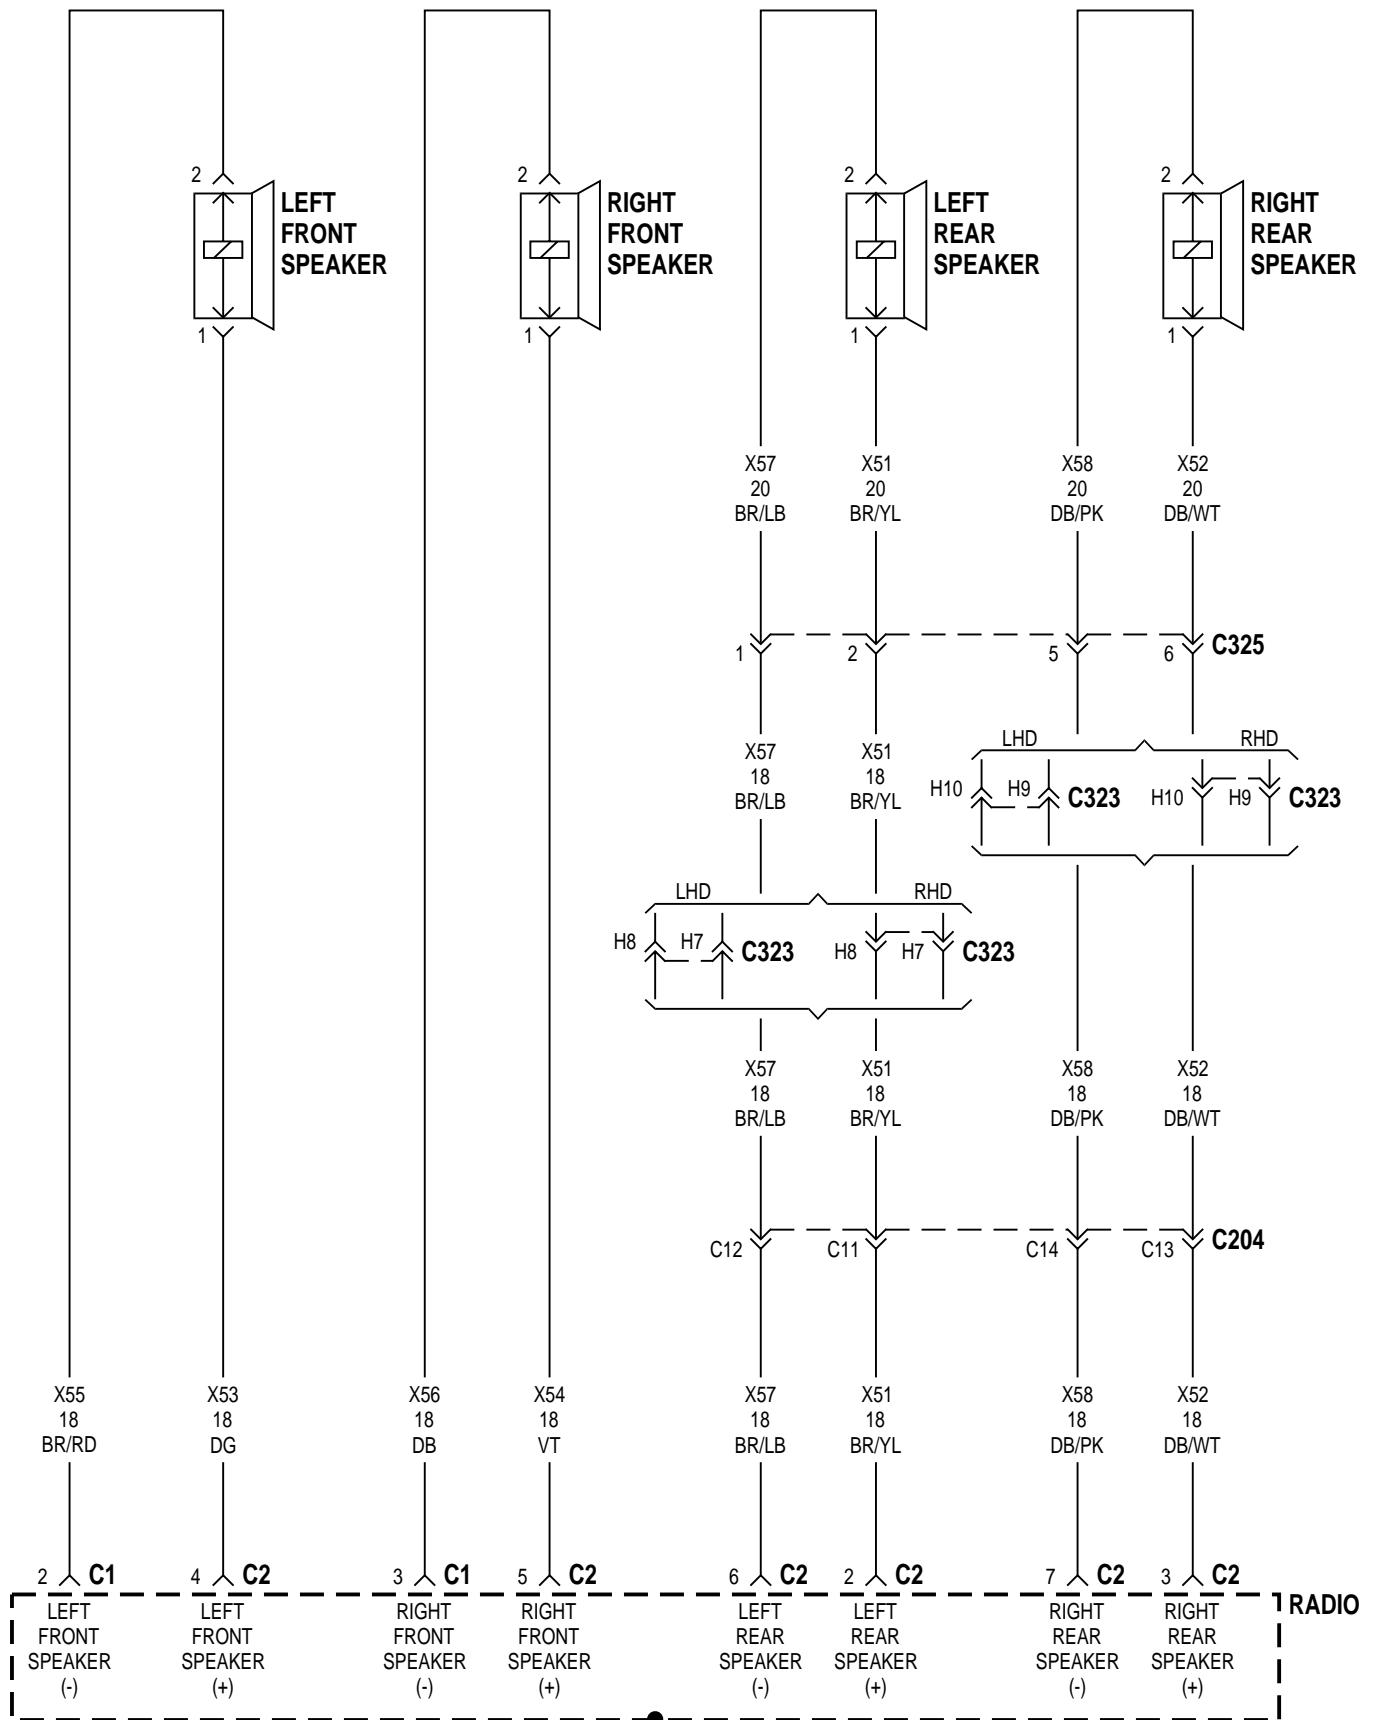 2
LEFT
FRONT
SPEAKER
1
2
RIGHT
FRONT
SPEAKER
1
2
LEFT
REAR
SPEAKER
1
2
RIGHT
REAR
SPEAKER
1
X57
20
BR/LB
X51
20
BR/YL
X58
20
DB/PK
X52
20
DB/WT
1
2
5
6
C325
X57
18
BR/LB
X51
18
BR/YL
LHD
RHD
H10
H9
C323
H10
H9
C323
LHD
RHD
H8
H7
C323
H8
H7
C323
X57
18
BR/LB
X51
18
BR/YL
X58
18
DB/PK
X52
18
DB/WT
C12
C11
C14
C13
C204
X55
18
BR/RD
X53
18
DG
X56
18
DB
X54
18
VT
X57
18
BR/LB
X51
18
BR/YL
X58
18
DB/PK
X52
18
DB/WT
2
C1
4
C2
3
C1
5
C2
6
C2
2
C2
7
C2
3
C2
RADIO
LEFT
FRONT
SPEAKER
(-)
LEFT
FRONT
SPEAKER
(+)
RIGHT
FRONT
SPEAKER
(-)
RIGHT
FRONT
SPEAKER
(+)
LEFT
REAR
SPEAKER
(-)
LEFT
REAR
SPEAKER
(+)
RIGHT
REAR
SPEAKER
(-)
RIGHT
REAR
SPEAKER
(+)